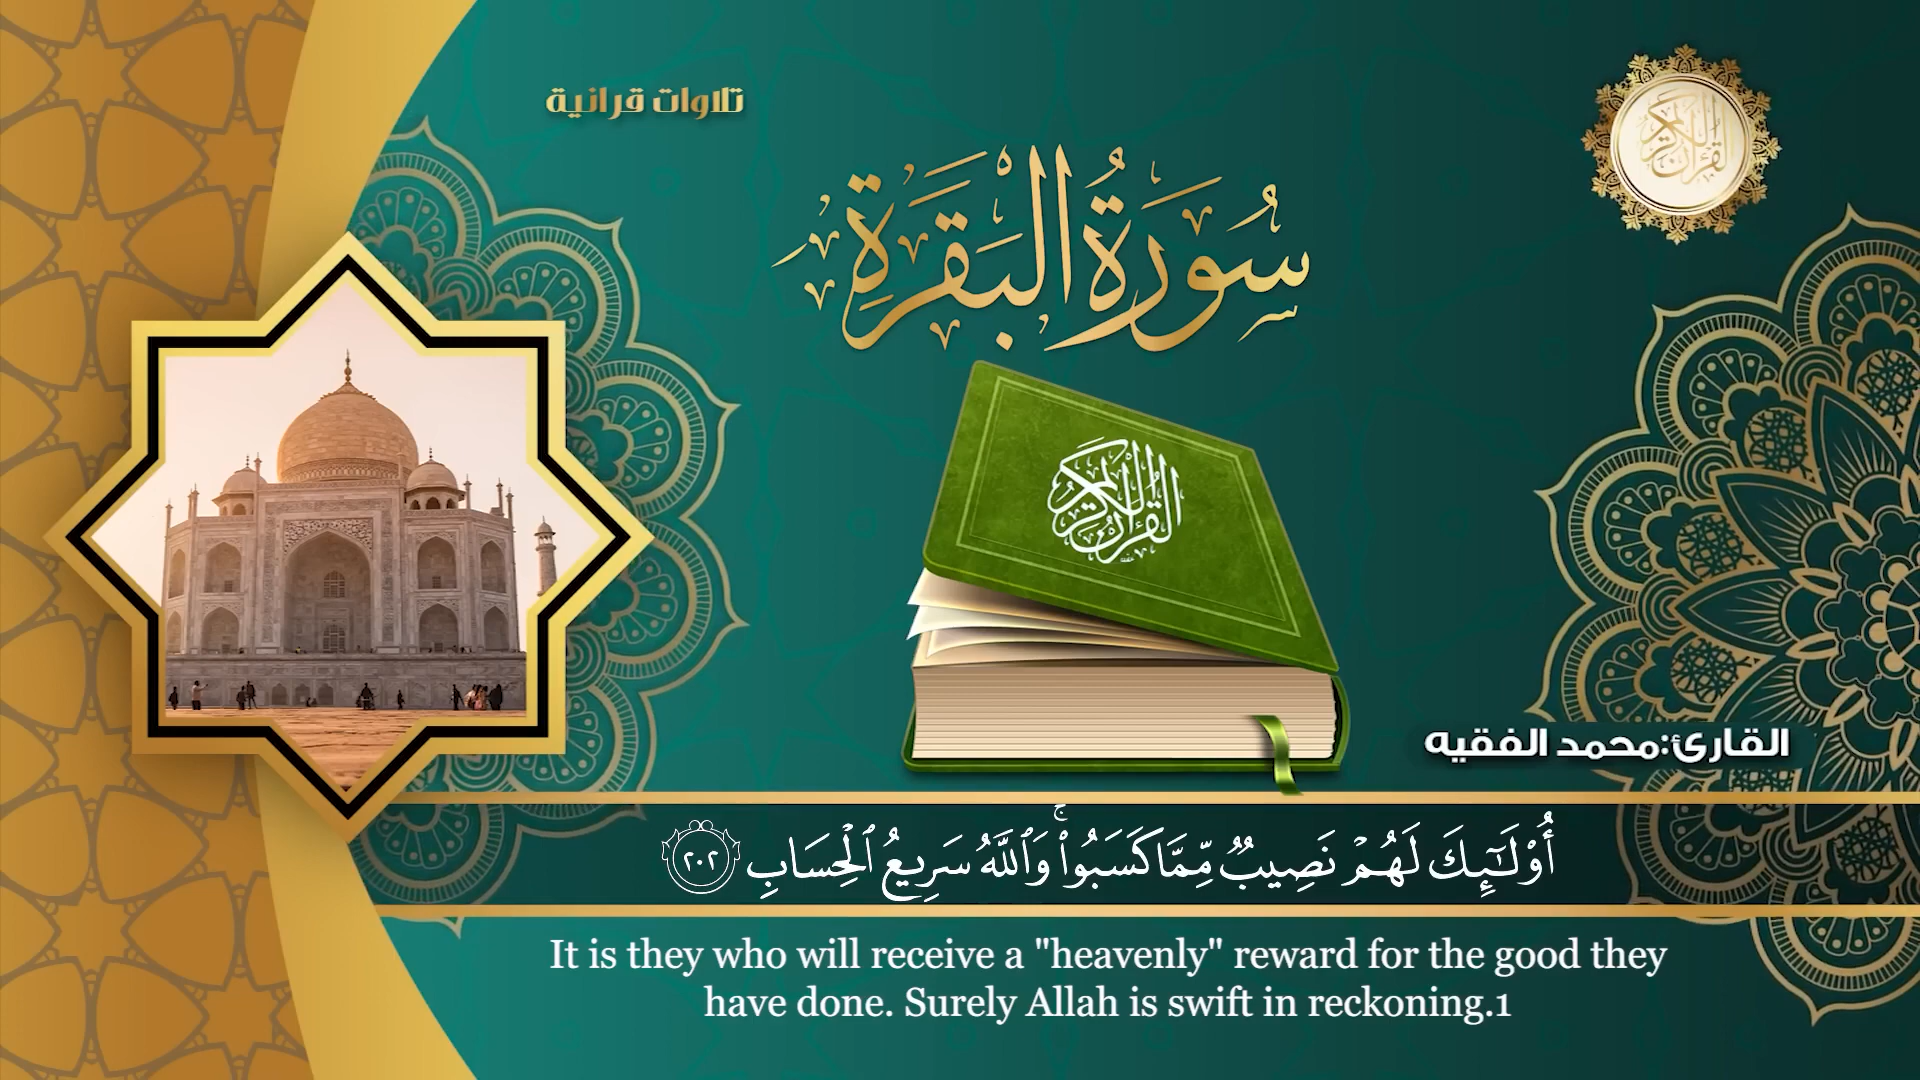 تلاوات قرانية
القرآن الكريم
سُورَةُ البَقَرَةِ
القرآن الكريم
القارئ:محمد الفقيه
أُوْلَٰٓئِكَ لَهُمْ نَصِيبٌ مِّمَّا كَسَبُواْۚ وَٱللَّهُ سَرِيعُ ٱلْحِسَابِ ٢٠٢
It is they who will receive a "heavenly" reward for the good they
have done. Surely Allah is swift in reckoning.1